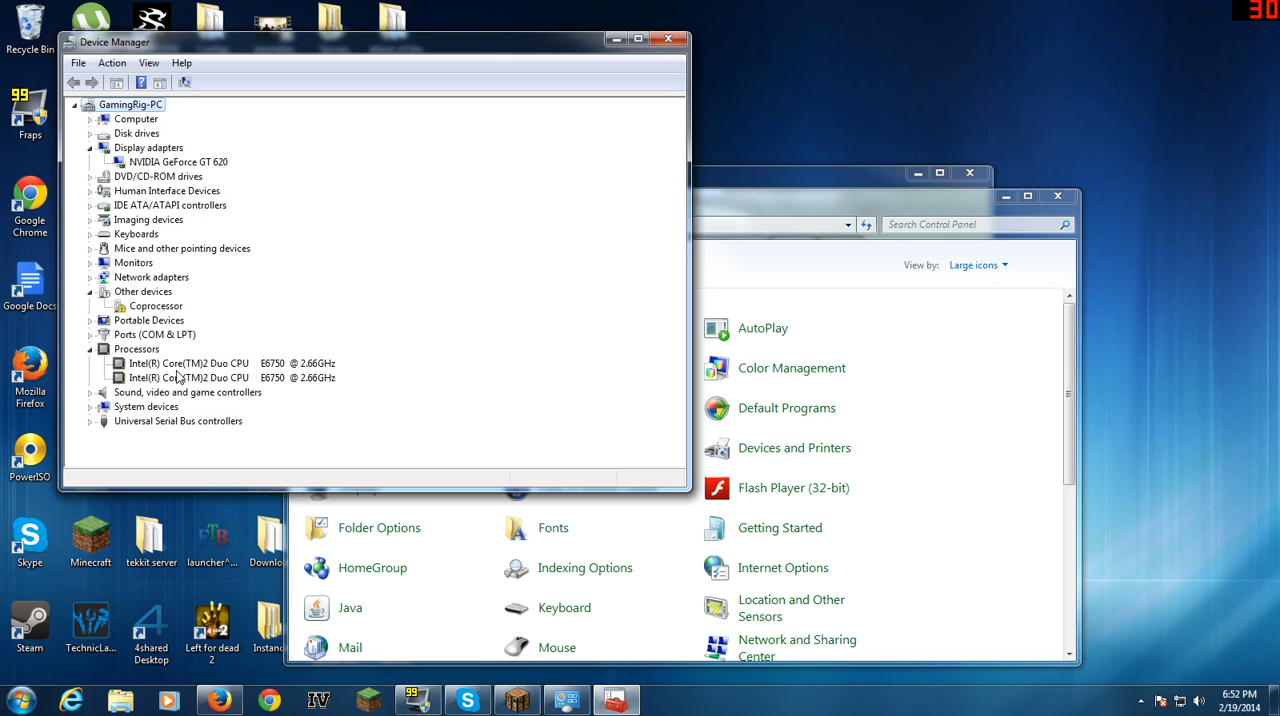 30
Recycle Bin
Device Manager
File Action View Help
GamingRig-PC
Computer
Disk drives
Display adapters
NVIDIA GeForce GT 620
DVD/CD-ROM drives
Human Interface Devices
IDE ATA/ATAPI controllers
Imaging devices
Keyboards
Mice and other pointing devices
Monitors
Network adapters
Other devices
Coprocessor
Portable Devices
Ports (COM & LPT)
Processors
Intel(R) Core(TM)2 Duo CPU E6750 @ 2.66GHz
Intel(R) Core(TM)2 Duo CPU E6750 @ 2.66GHz
Sound, video and game controllers
System devices
Universal Serial Bus controllers
99
Fraps
Google
Chrome
Google Docs
Mozilla
Firefox
PowerISO
Search Control Panel
View by: Large icons
AutoPlay
Color Management
Default Programs
Devices and Printers
Flash Player (32-bit)
Folder Options
Fonts
Getting Started
HomeGroup
Indexing Options
Internet Options
Java
Keyboard
Location and Other
Sensors
Mail
Mouse
Network and Sharing
Center
Skype
Minecraft
tekkit server
FTB
launcher^...
Downlo
Steam
TechnicLa...
4
4shared
Desktop
Left for dead
2
Instanc
IV
99
6:52 PM
2/19/2014